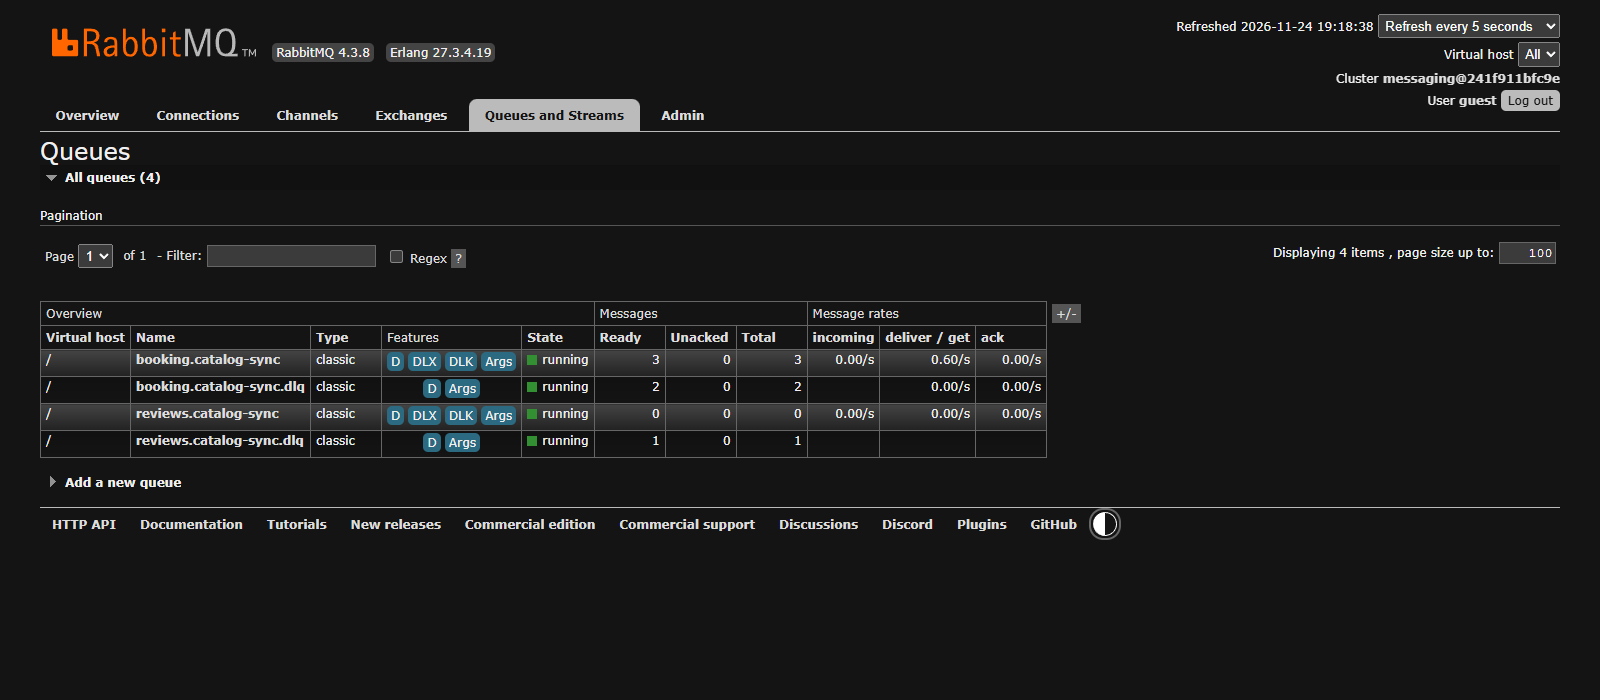 RabbitMQ TM RabbitMQ 4.3.8 Erlang 27.3.4.19
Refreshed 2026-11-24 19:18:38 Refresh every 5 seconds
Virtual host All
Cluster messaging@241f911bfc9e
User guest Log out
Overview Connections Channels Exchanges Queues and Streams Admin
Queues
All queues (4)
Pagination
Page 1 of 1 - Filter: Regex ?
Displaying 4 items , page size up to: 100
Overview Messages Message rates +/-
Virtual host Name Type Features State Ready Unacked Total incoming deliver / get ack
/ booking.catalog-sync classic D DLX DLK Args running 3 0 3 0.00/s 0.60/s 0.00/s
/ booking.catalog-sync.dlq classic D Args running 2 0 2 0.00/s 0.00/s
/ reviews.catalog-sync classic D DLX DLK Args running 0 0 0 0.00/s 0.00/s 0.00/s
/ reviews.catalog-sync.dlq classic D Args running 1 0 1
Add a new queue
HTTP API Documentation Tutorials New releases Commercial edition Commercial support Discussions Discord Plugins GitHub